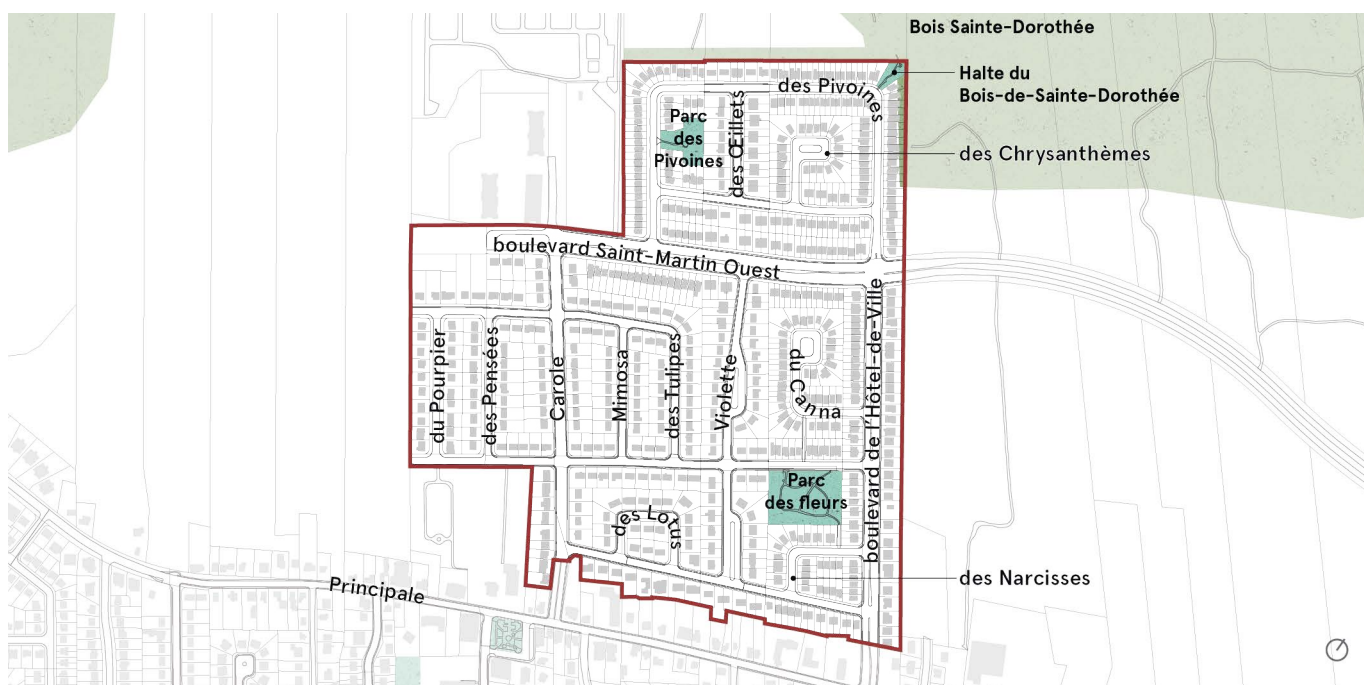 Bois Sainte-Dorothée
Halte du
Bois-de-Sainte-Dorothée
des Pivoines
Parc
des
Pivoines
des Œillets
des Chrysanthèmes
boulevard Saint-Martin Ouest
du Pourpier
des Pensées
Carole
Mimosa
des Tulipes
Violette
du Canna
boulevard de l'Hôtel-de-Ville
Parc
des fleurs
des Lotus
des Narcisses
Principale